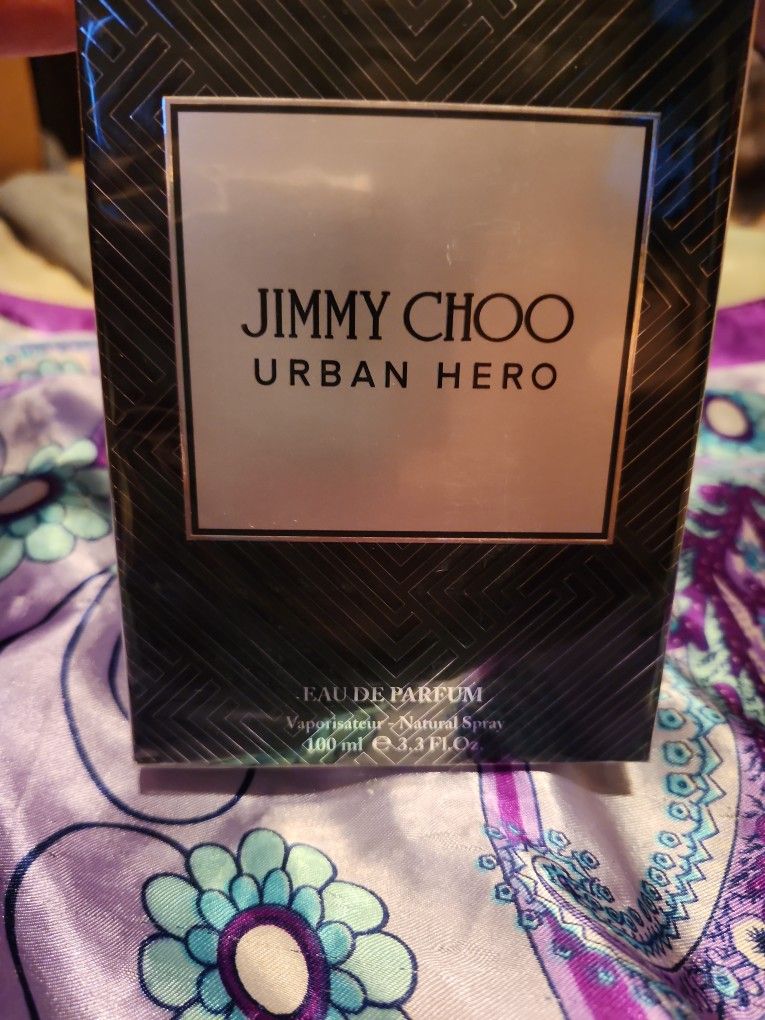 JIMMY CHOO
URBAN HERO
EAU DE PARFUM
Vaporisateur - Natural Spray
100 ml ℮ 3.3 Fl.Oz.